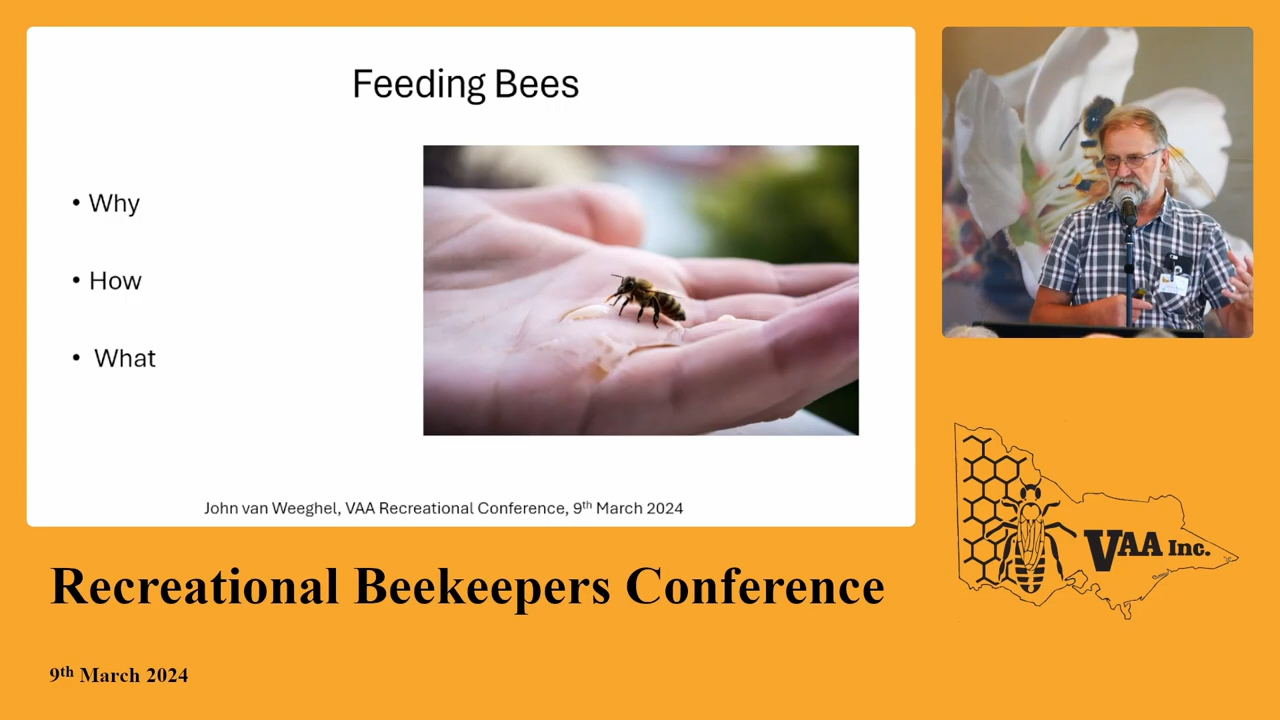 Feeding Bees
• Why
• How
• What
John van Weeghel, VAA Recreational Conference, 9th March 2024
VAA Inc.
Recreational Beekeepers Conference
9th March 2024